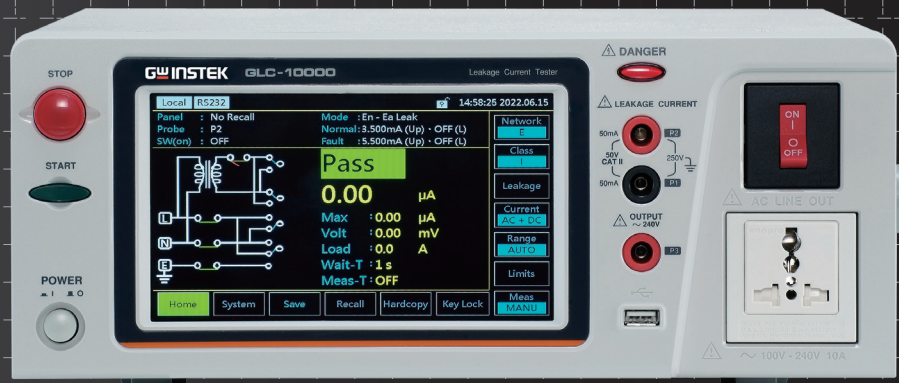 STOP
START
POWER
I O
GW INSTEK GLC-10000 Leakage Current Tester
Local RS232 14:58:25 2022.06.15
Panel : No Recall Mode : En - Ea Leak
Probe : P2 Normal : 3.500mA (Up) · OFF (L)
SW(on) : OFF Fault : 5.500mA (Up) · OFF (L)
Pass
0.00 μA
Max : 0.00 μA
Volt : 0.00 mV
Load : 0.0 A
Wait-T : 1 s
Meas-T : OFF
L
N
E
Network
E
Class
I
Leakage
Current
AC + DC
Range
AUTO
Limits
Meas
MANU
Home System Save Recall Hardcopy Key Lock
DANGER
LEAKAGE CURRENT
50mA P2
50V
CAT II
250V
50mA P1
OUTPUT
~ 240V
P3
ON
I
O
OFF
AC LINE OUT
~ 100V - 240V 10A